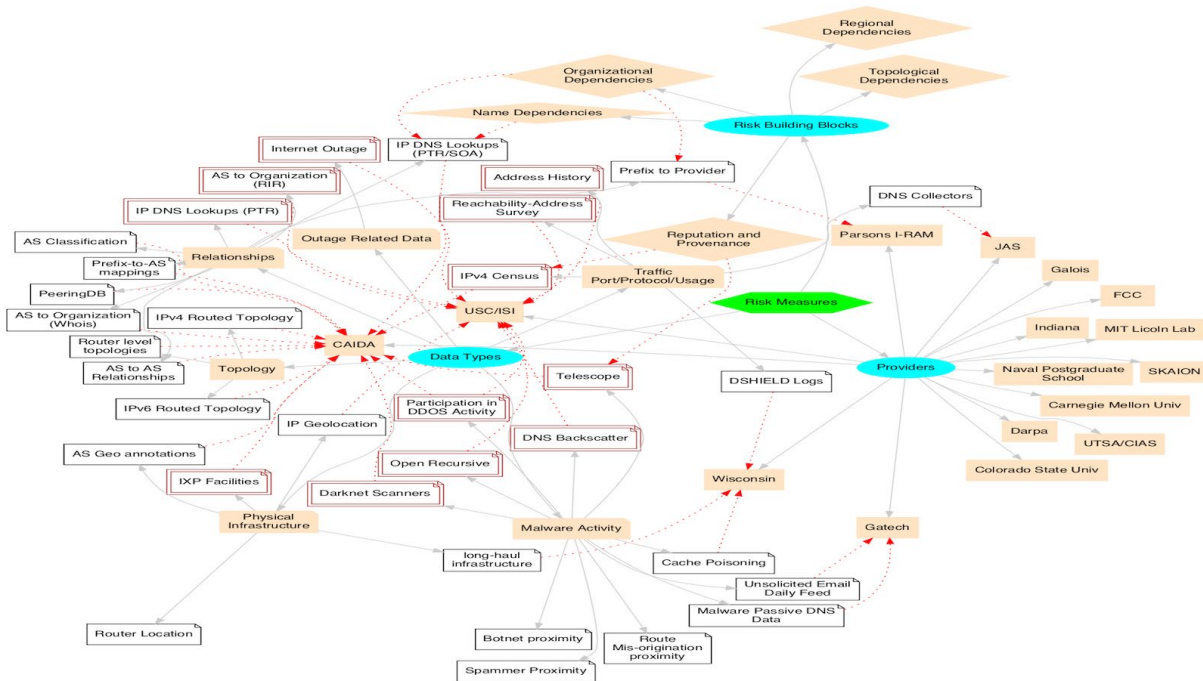 Regional
Dependencies
Organizational
Dependencies
Topological
Dependencies
Name Dependencies
Risk Building Blocks
Internet Outage
IP DNS Lookups
(PTR/SOA)
AS to Organization
(RIR)
Address History
Prefix to Provider
DNS Collectors
IP DNS Lookups (PTR)
Reachability-Address
Survey
AS Classification
Relationships
Outage Related Data
Reputation and
Provenance
Parsons I-RAM
JAS
Prefix-to-AS
mappings
IPv4 Census
Traffic
Port/Protocol/Usage
Galois
PeeringDB
AS to Organization
(Whois)
IPv4 Routed Topology
USC/ISI
Risk Measures
FCC
Router level
topologies
CAIDA
Data Types
Indiana
MIT Licoln Lab
AS to AS
Relationships
Topology
Telescope
DSHIELD Logs
Providers
Naval Postgraduate
School
SKAION
IPv6 Routed Topology
Participation in
DDOS Activity
Carnegie Mellon Univ
IP Geolocation
DNS Backscatter
Darpa
UTSA/CIAS
AS Geo annotations
Open Recursive
Colorado State Univ
IXP Facilities
Darknet Scanners
Wisconsin
Physical
Infrastructure
Malware Activity
Gatech
long-haul
infrastructure
Cache Poisoning
Unsolicited Email
Daily Feed
Malware Passive DNS
Data
Router Location
Botnet proximity
Route
Mis-origination
proximity
Spammer Proximity